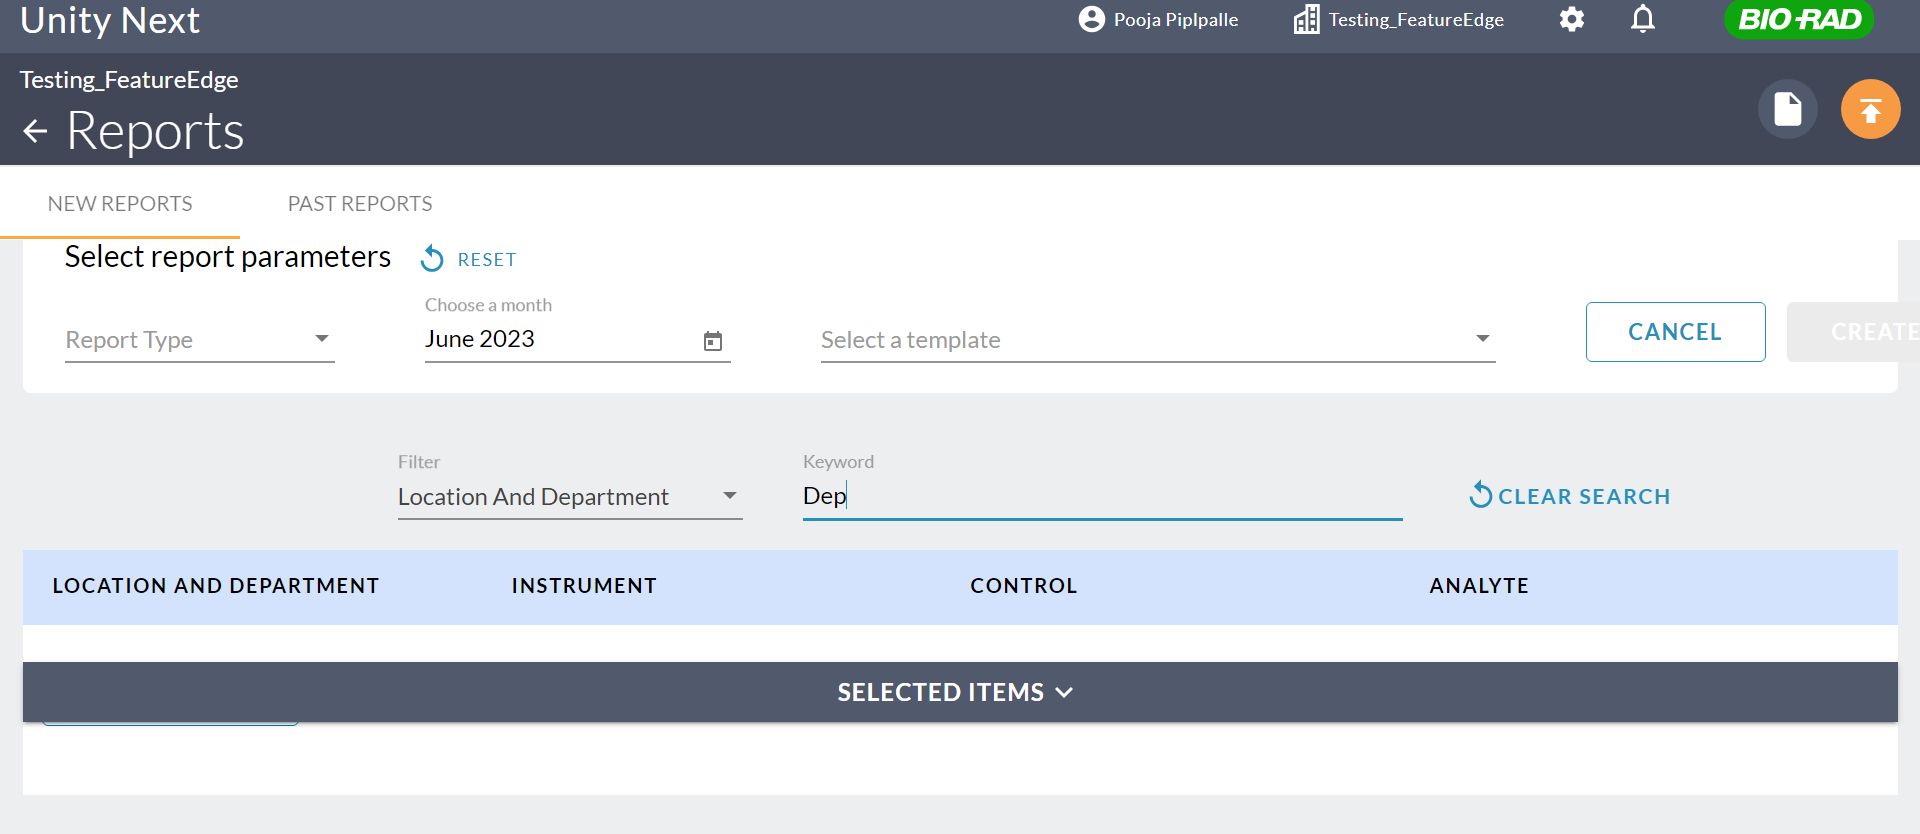 Unity Next
Pooja Piplpalle
Testing_FeatureEdge
BIO-RAD
Testing_FeatureEdge
Reports
NEW REPORTS
PAST REPORTS
Select report parameters
RESET
Report Type
Choose a month
June 2023
Select a template
CANCEL
CREATE
Filter
Location And Department
Keyword
Dep
CLEAR SEARCH
LOCATION AND DEPARTMENT
INSTRUMENT
CONTROL
ANALYTE
SELECTED ITEMS